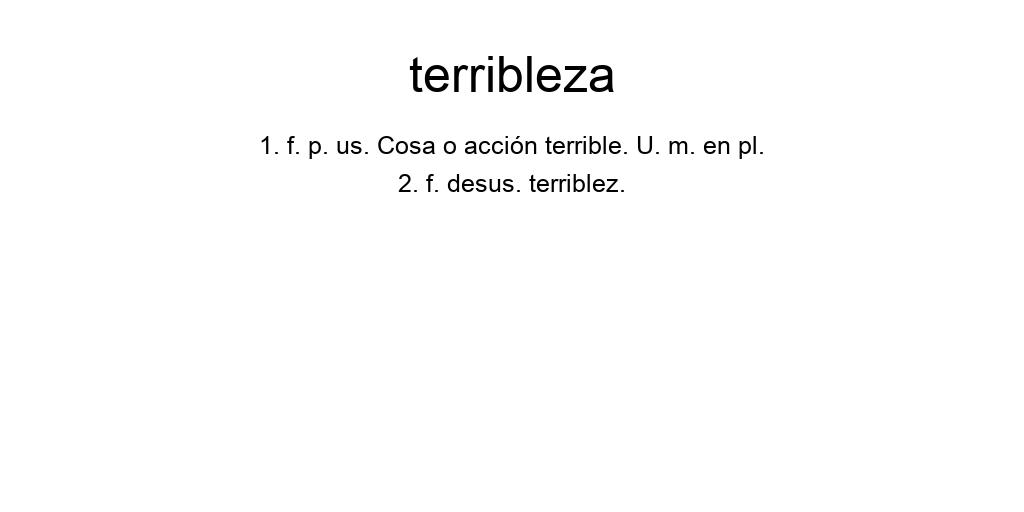 terribleza
1. f. p. us. Cosa o acción terrible. U. m. en pl.
2. f. desus. terriblez.